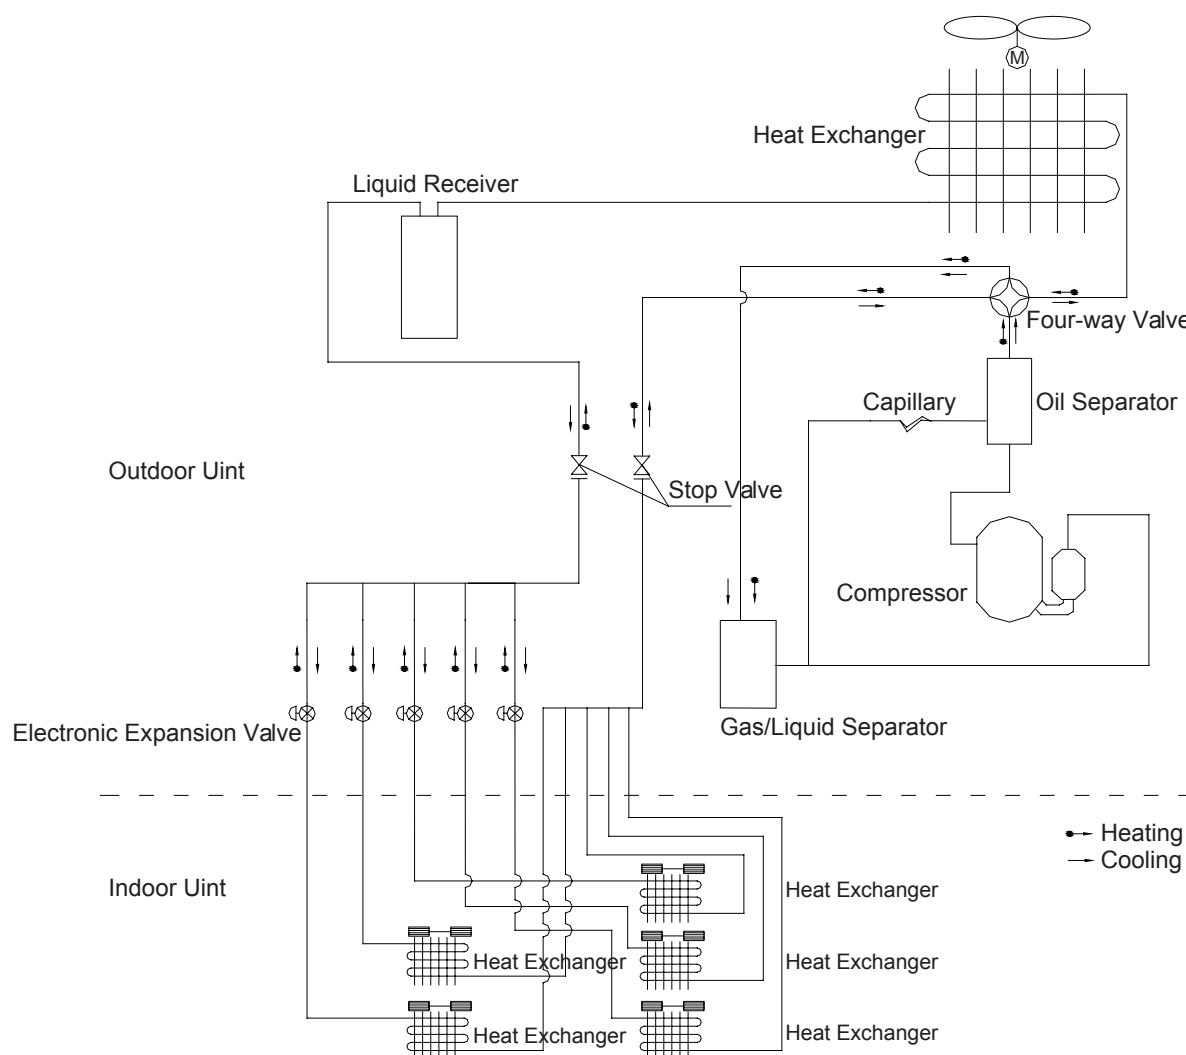 M
Heat Exchanger
Liquid Receiver
Four-way Valve
Capillary
Oil Separator
Outdoor Uint
Stop Valve
Compressor
Electronic Expansion Valve
Gas/Liquid Separator
Heating
Cooling
Indoor Uint
Heat Exchanger
Heat Exchanger
Heat Exchanger
Heat Exchanger
Heat Exchanger